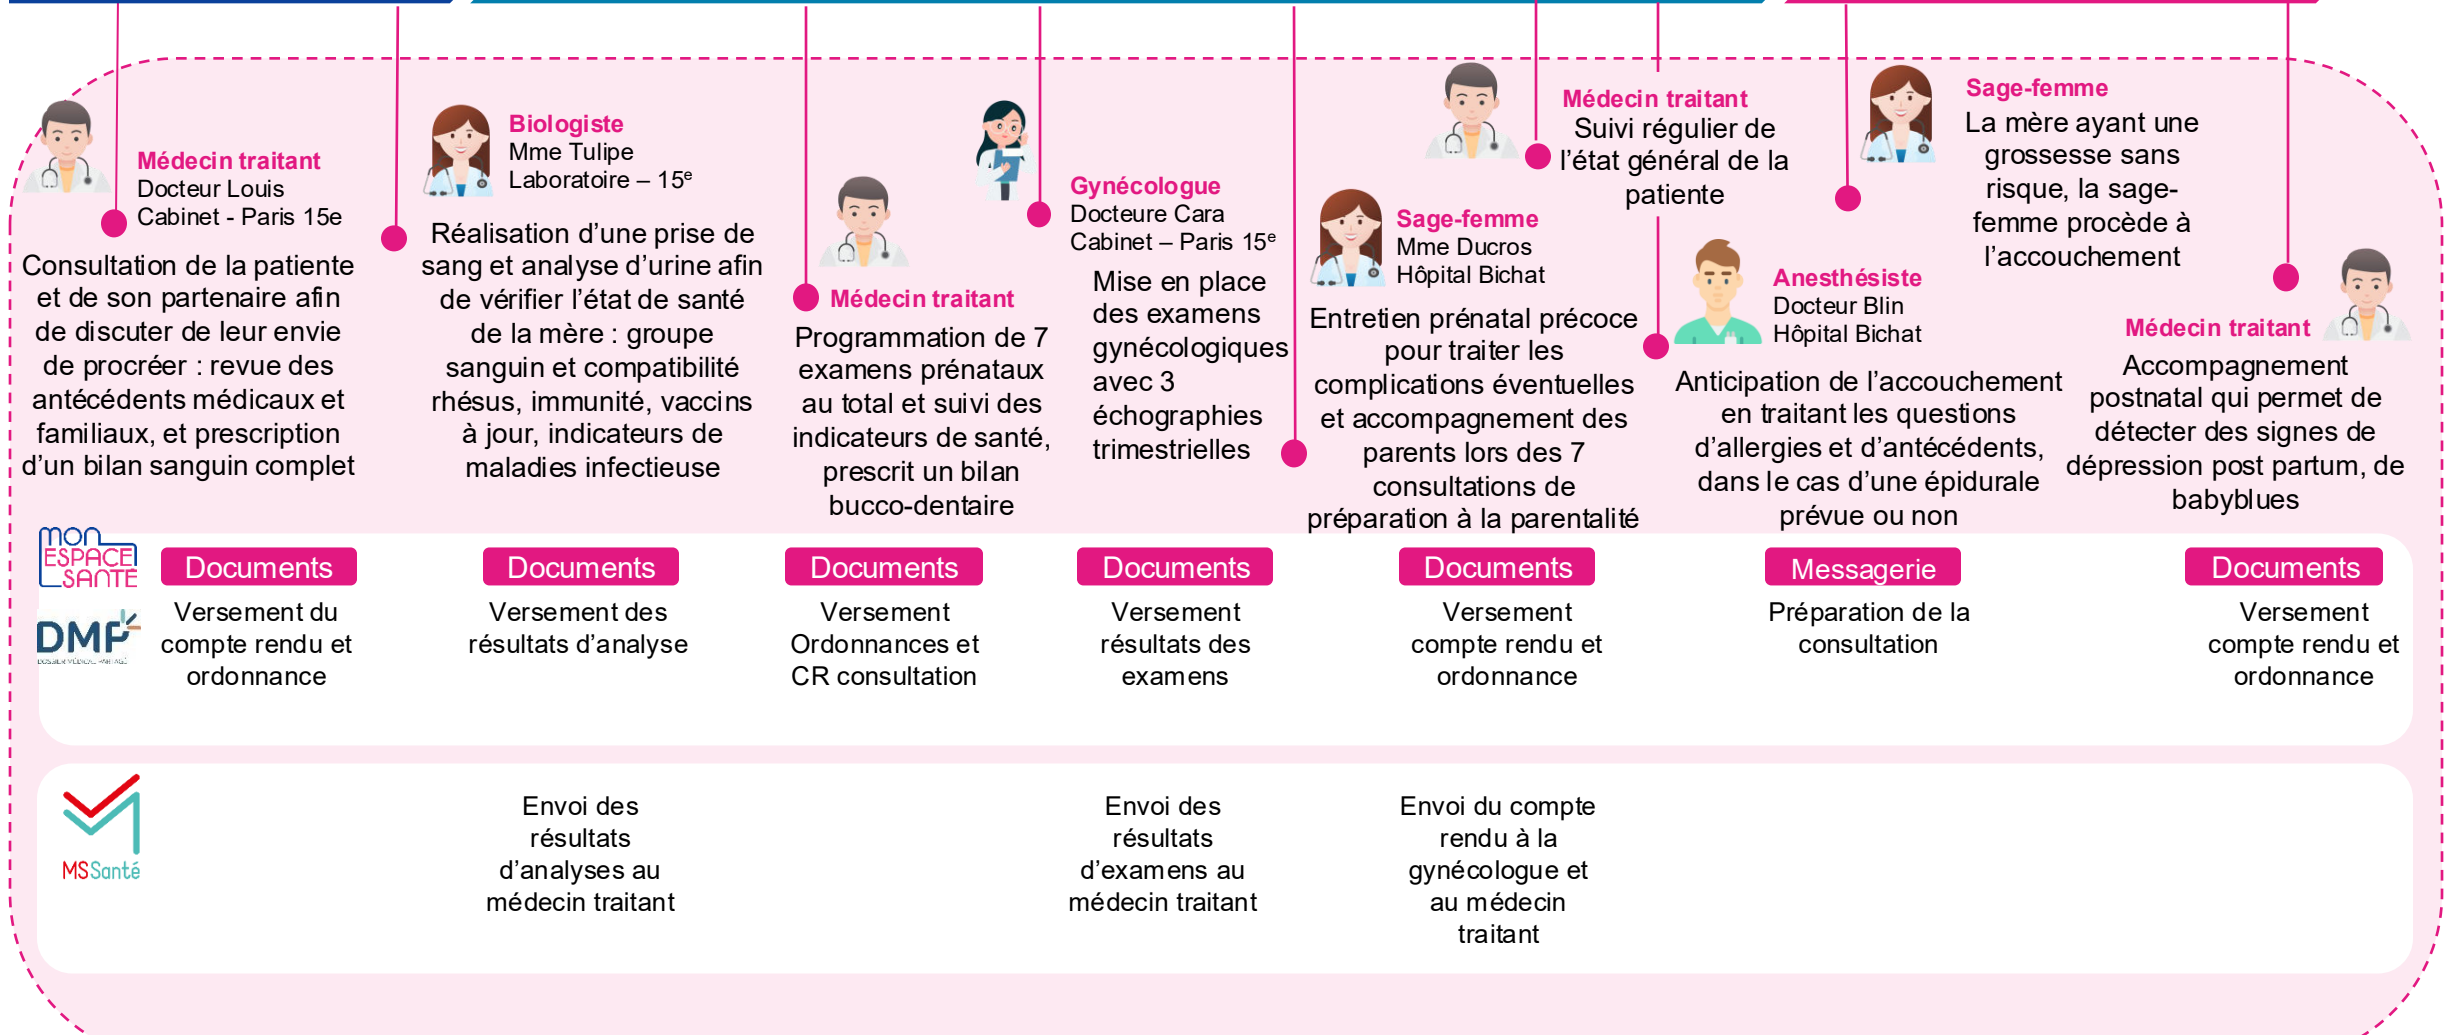 Médecin traitant
Docteur Louis
Cabinet - Paris 15e
Consultation de la patiente
et de son partenaire afin
de discuter de leur envie
de procréer : revue des
antécédents médicaux et
familiaux, et prescription
d’un bilan sanguin complet
Biologiste
Mme Tulipe
Laboratoire – 15e
Réalisation d’une prise de
sang et analyse d’urine afin
de vérifier l’état de santé
de la mère : groupe
sanguin et compatibilité
rhésus, immunité, vaccins
à jour, indicateurs de
maladies infectieuse
Médecin traitant
Programmation de 7
examens prénataux
au total et suivi des
indicateurs de santé,
prescrit un bilan
bucco-dentaire
Gynécologue
Docteure Cara
Cabinet – Paris 15e
Mise en place
des examens
gynécologiques
avec 3
échographies
trimestrielles
Sage-femme
Mme Ducros
Hôpital Bichat
Entretien prénatal précoce
pour traiter les
complications éventuelles
et accompagnement des
parents lors des 7
consultations de
préparation à la parentalité
Médecin traitant
Suivi régulier de
l’état général de la
patiente
Anesthésiste
Docteur Blin
Hôpital Bichat
Anticipation de l’accouchement
en traitant les questions
d’allergies et d’antécédents,
dans le cas d’une épidurale
prévue ou non
Sage-femme
La mère ayant une
grossesse sans
risque, la sage-
femme procède à
l’accouchement
Médecin traitant
Accompagnement
postnatal qui permet de
détecter des signes de
dépression post partum, de
babyblues
mon
ESPACE
SANTÉ
DMP
DOSSIER MÉDICAL PARTAGÉ
Documents
Versement du
compte rendu et
ordonnance
Documents
Versement des
résultats d’analyse
Documents
Versement
Ordonnances et
CR consultation
Documents
Versement
résultats des
examens
Documents
Versement
compte rendu et
ordonnance
Messagerie
Préparation de la
consultation
Documents
Versement
compte rendu et
ordonnance
MSSanté
Envoi des
résultats
d’analyses au
médecin traitant
Envoi des
résultats
d’examens au
médecin traitant
Envoi du compte
rendu à la
gynécologue et
au médecin
traitant